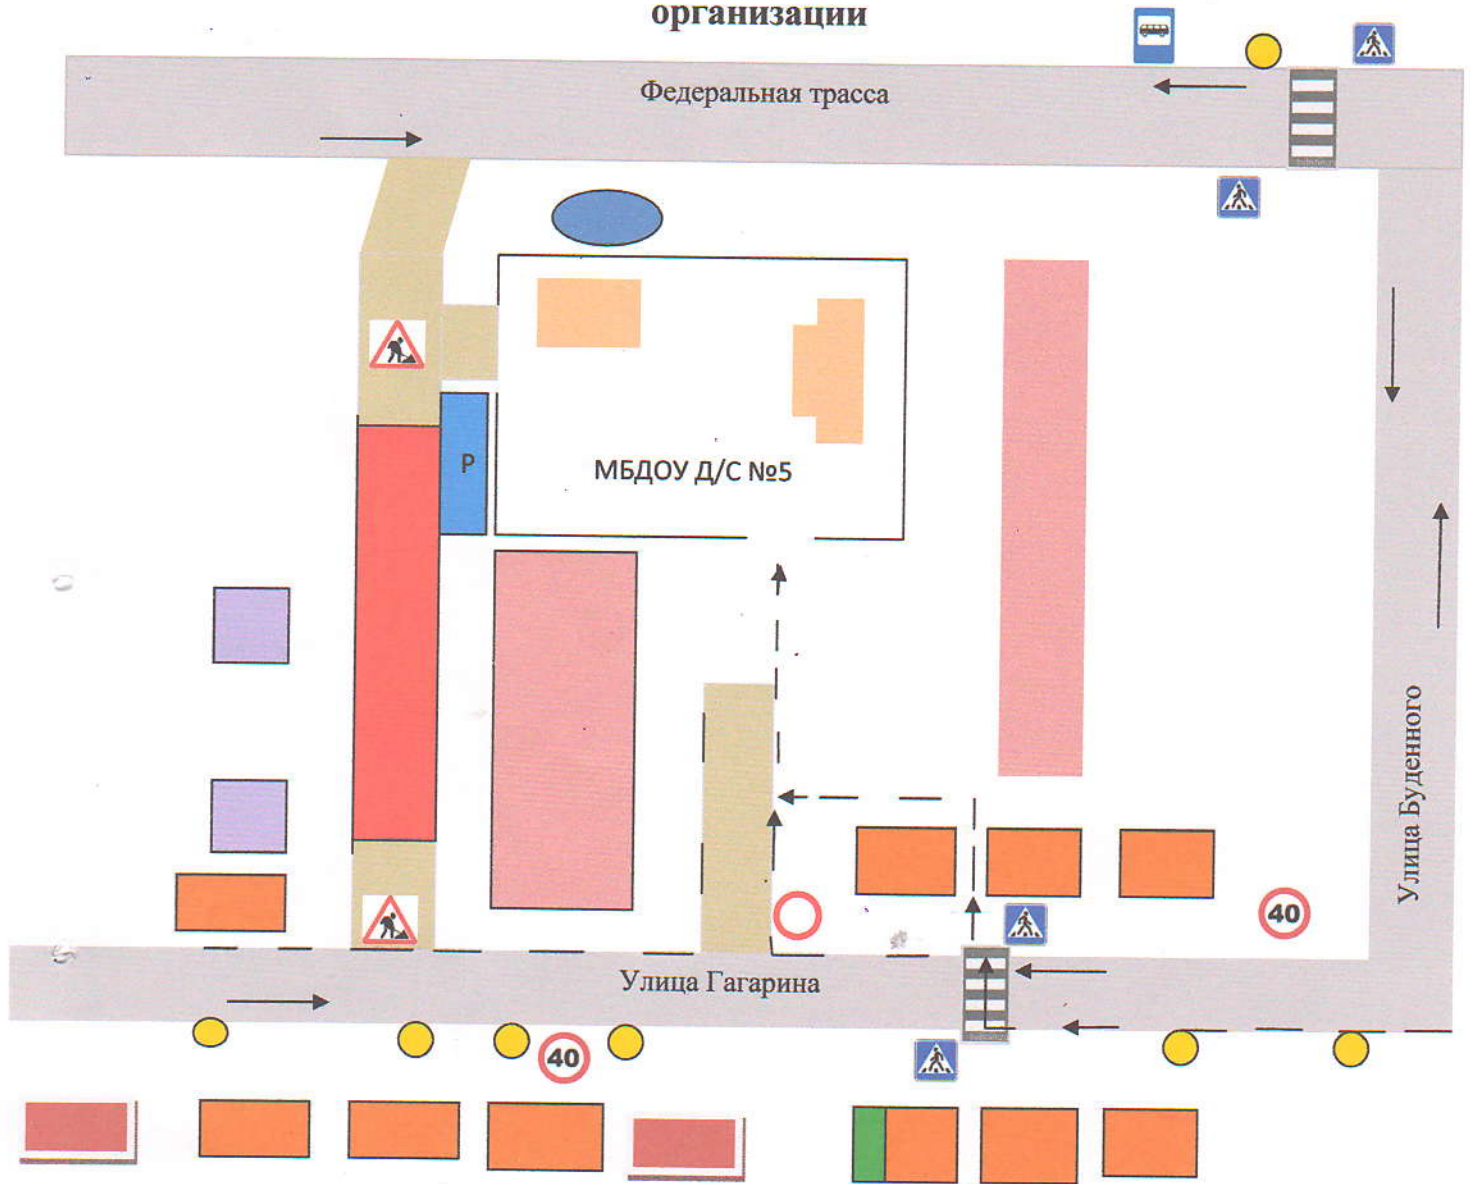 организации
Федеральная трасса
P
МБДОУ Д/С №5
Улица Буденного
40
Улица Гагарина
40